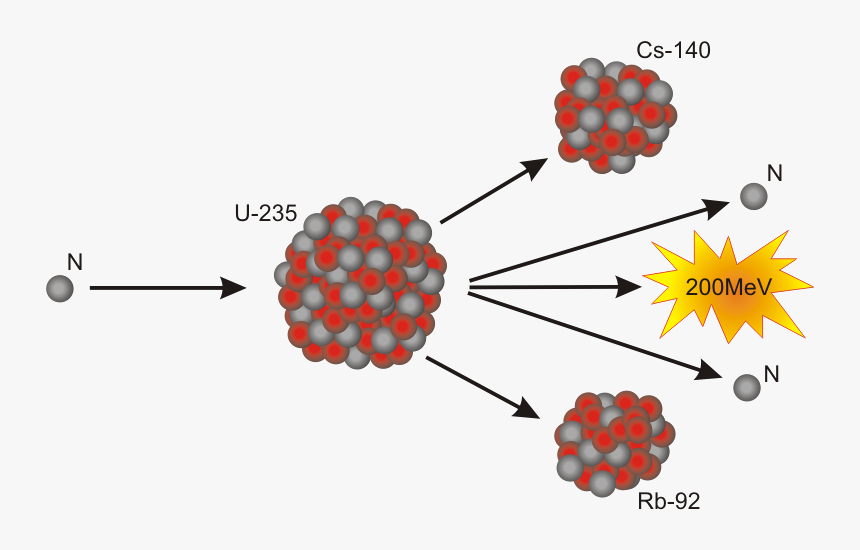 Cs-140
N
U-235
N
200MeV
N
Rb-92